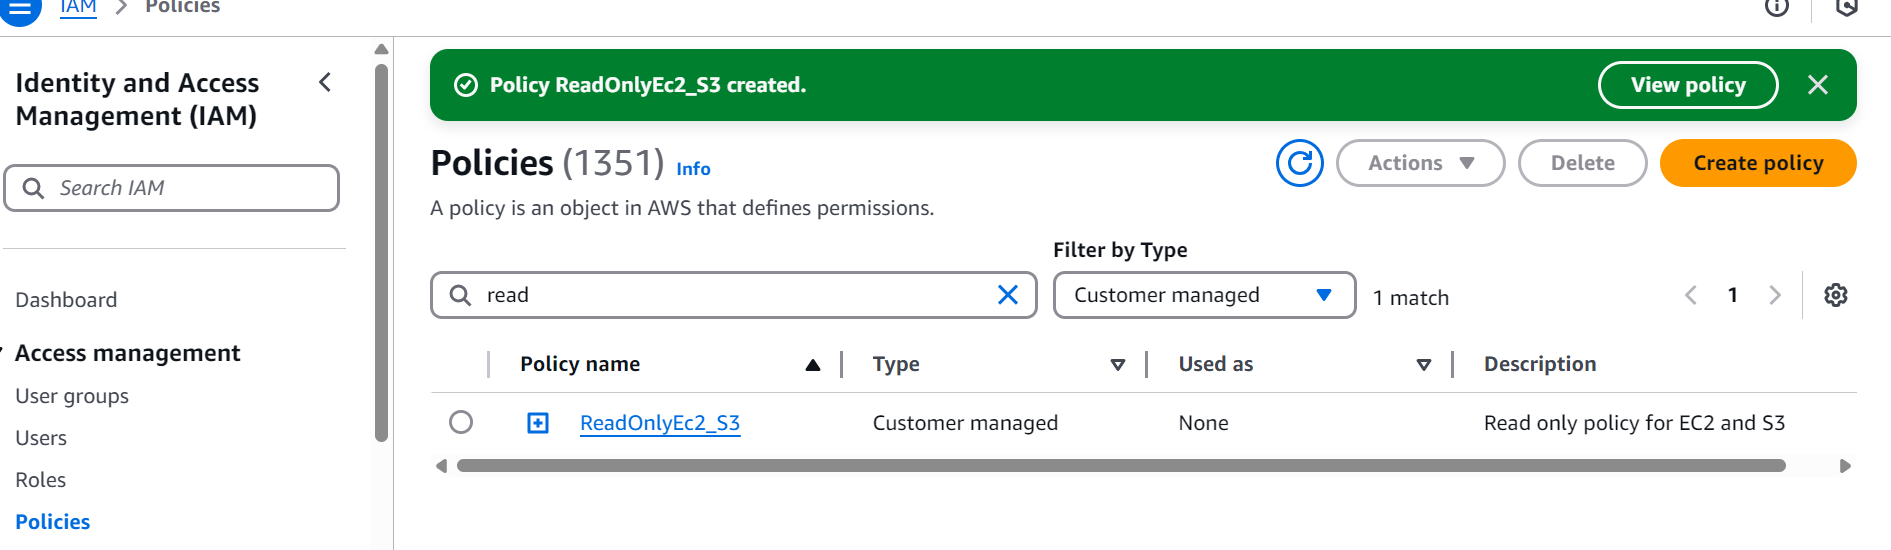 IAM > Policies
Identity and Access
Management (IAM)
Search IAM
Dashboard
Access management
User groups
Users
Roles
Policies
Policy ReadOnlyEc2_S3 created.
View policy
Policies (1351) Info
Actions
Delete
Create policy
A policy is an object in AWS that defines permissions.
Filter by Type
read
Customer managed
1 match
1
Policy name Type Used as Description
ReadOnlyEc2_S3 Customer managed None Read only policy for EC2 and S3